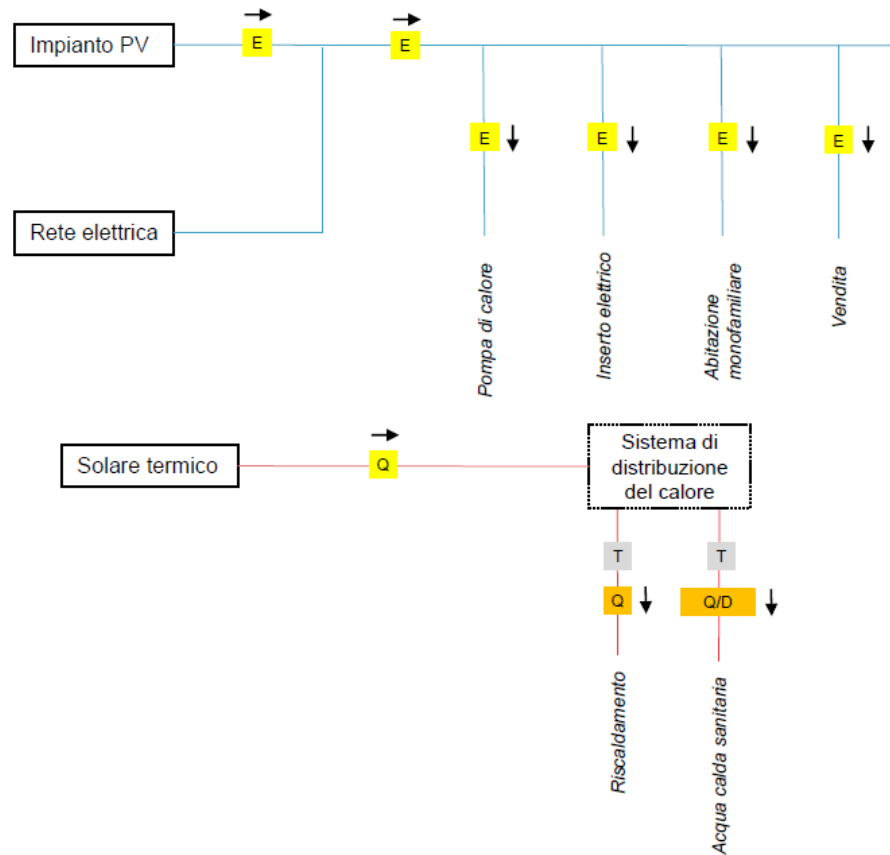 Impianto PV
E
E
E
E
E
E
Rete elettrica
Pompa di calore
Inserto elettrico
Abitazione
monofamiliare
Vendita
Solare termico
Q
Sistema di
distribuzione
del calore
T
T
Q
Q/D
Riscaldamento
Acqua calda sanitaria